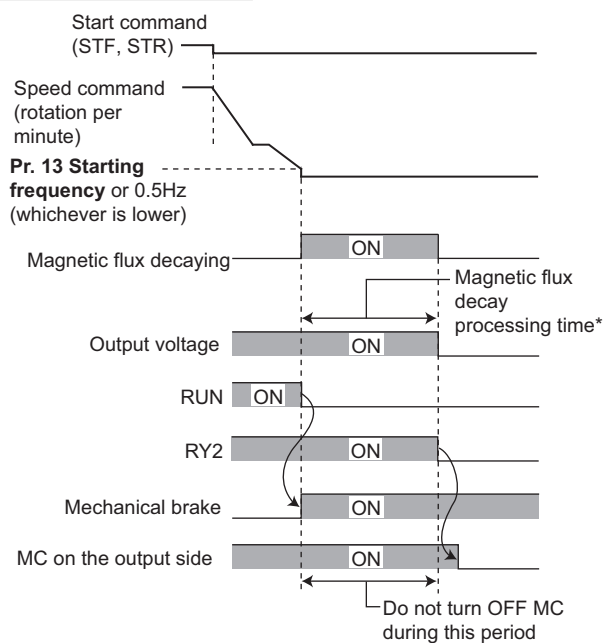 Start command
(STF, STR)
Speed command
(rotation per
minute)
Pr. 13 Starting
frequency or 0.5Hz
(whichever is lower)
Magnetic flux decaying
ON
Magnetic flux
decay
processing time*
Output voltage
ON
RUN
ON
RY2
ON
Mechanical brake
ON
MC on the output side
ON
Do not turn OFF MC
during this period